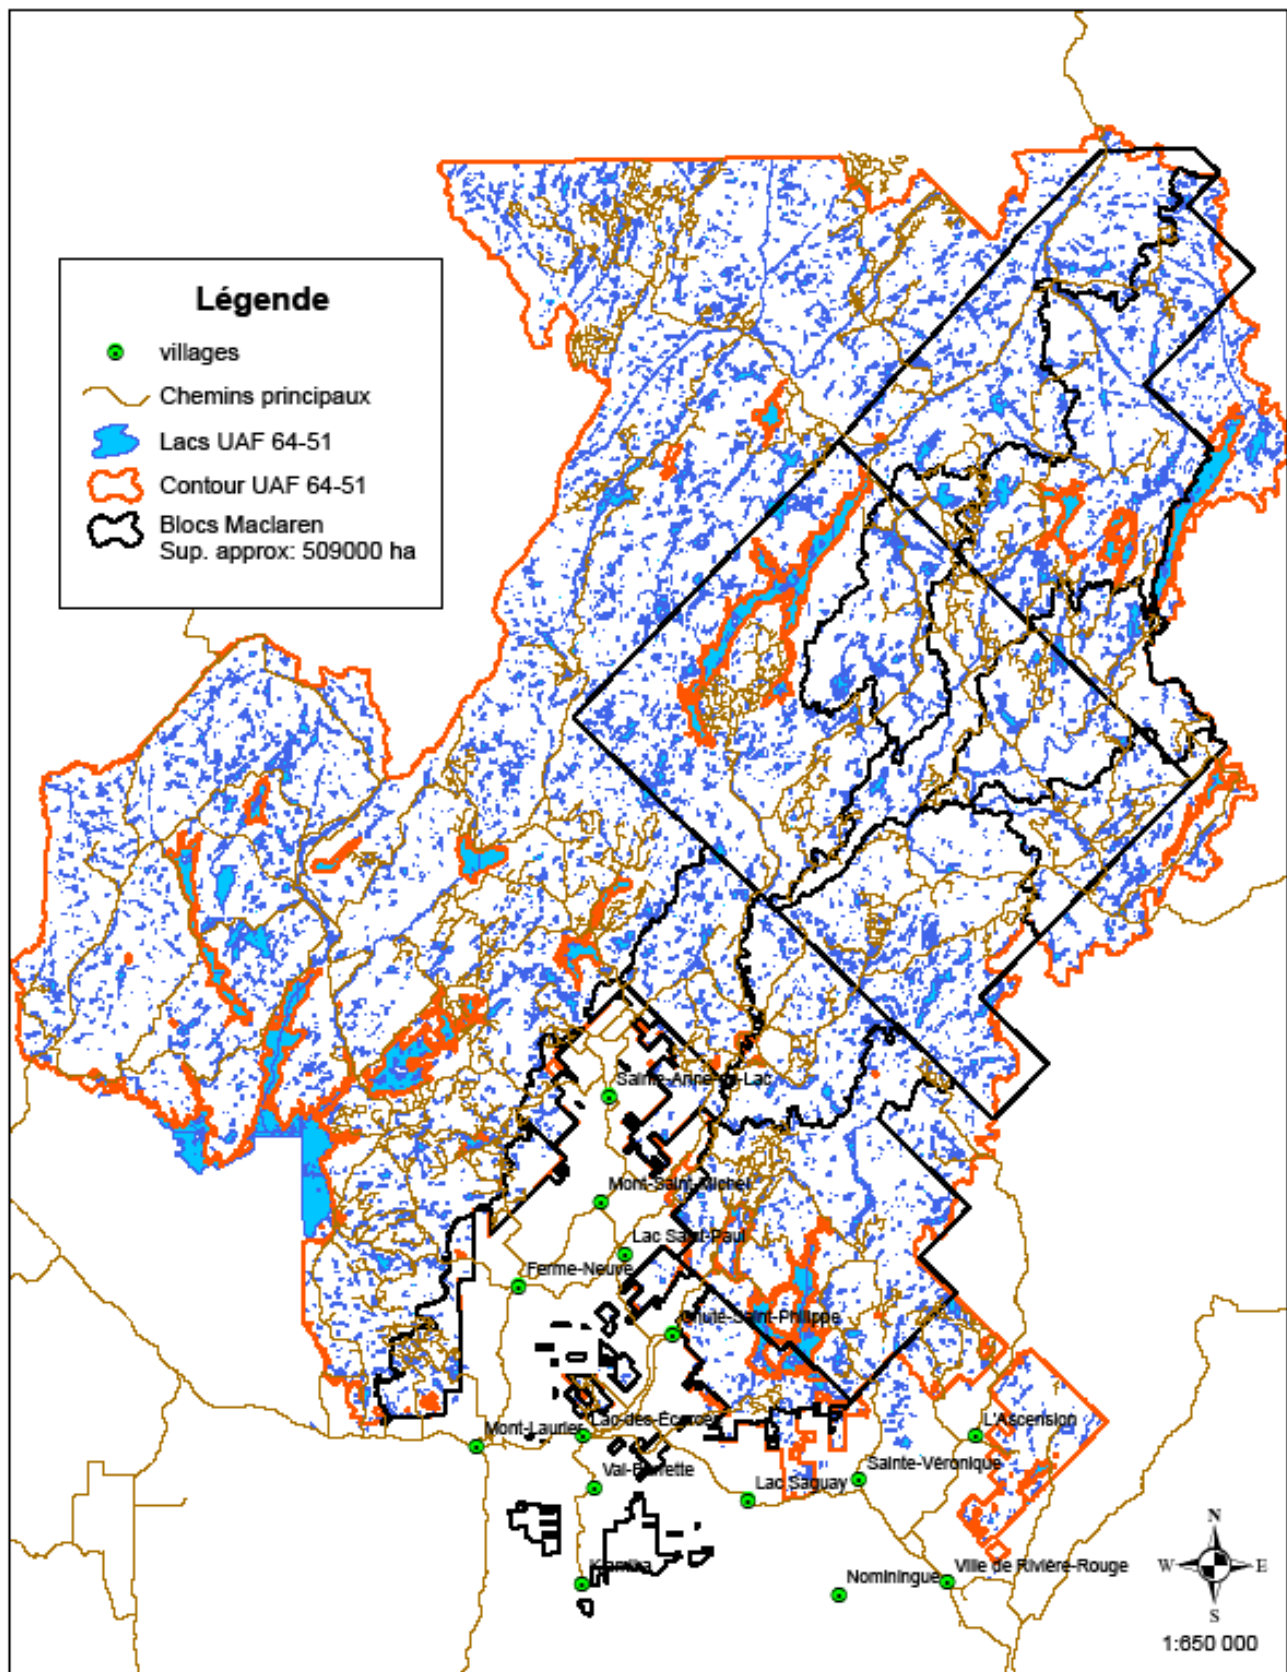 Légende
villages
Chemins principaux
Lacs UAF 64-51
Contour UAF 64-51
Blocs Maclaren
Sup. approx: 509000 ha
Sainte-Anne-du-Lac
Mont-Saint-Michel
Lac Saint-Paul
Ferme-Neuve
Chute-Saint-Philippe
Lac-des-Écorces
L'Ascension
Mont-Laurier
Sainte-Véronique
Val-Barrette
Lac Saguay
Kiamika
Nominingue
Ville de Rivière-Rouge
N
W
E
S
1:650 000